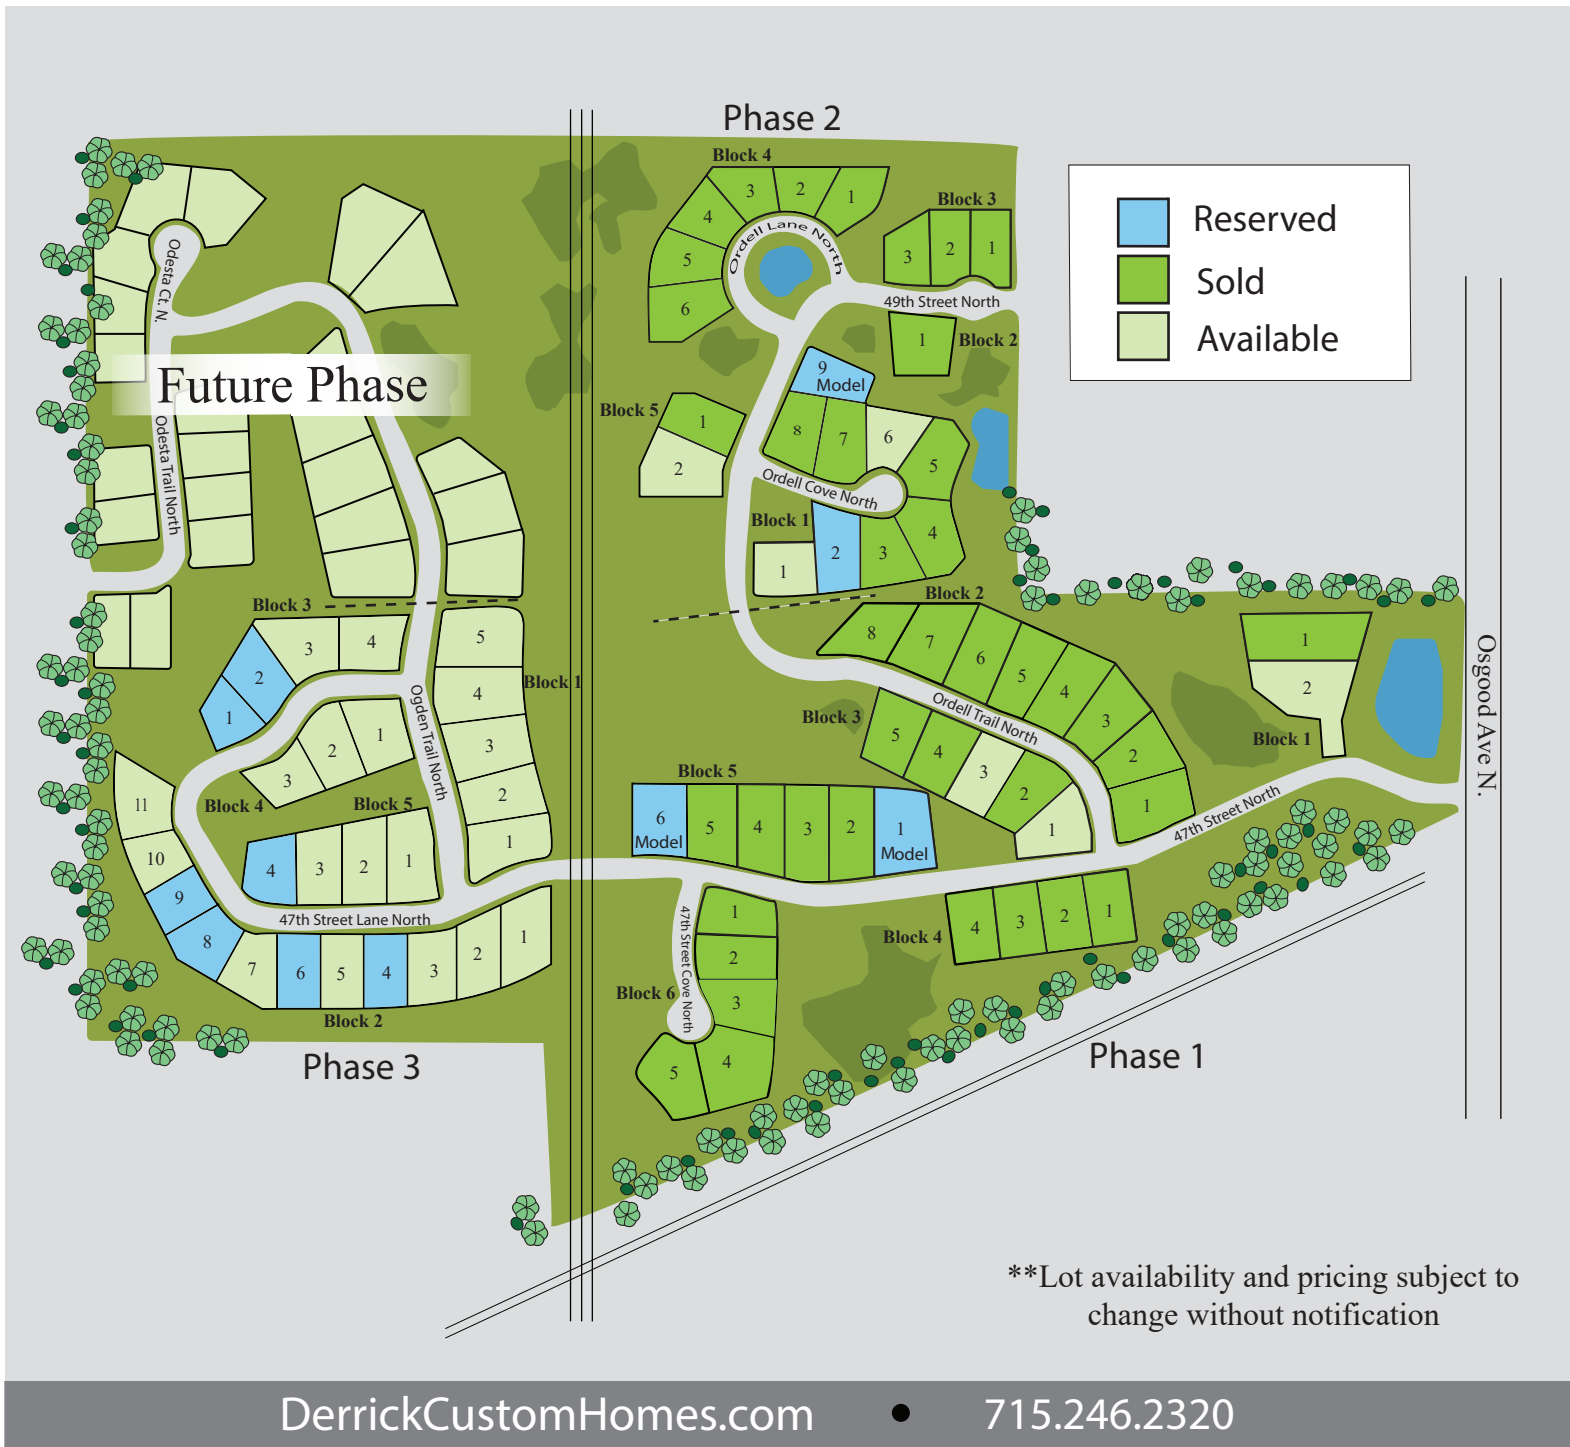 Phase 2
Block 4
3
2
1
4
5
6
Ordell Lane North
Block 3
3
2
1
49th Street North
1
Block 2
Reserved
Sold
Available
Odesta Ct. N.
Future Phase
Odesta Trail North
9
Model
8
7
6
5
4
3
2
1
Ordell Cove North
Block 1
Block 5
1
2
Block 3
1
2
3
4
5
4
3
2
1
Block 1
Ogden Trail North
3
2
1
Block 4
Block 5
4
3
2
1
47th Street Lane North
11
10
9
8
7
6
5
4
3
2
1
Block 2
Phase 3
Block 2
8
7
6
5
4
3
2
1
Ordell Trail North
Block 3
5
4
3
2
1
1
2
Block 1
Osgood Ave N.
47th Street North
Block 5
6
Model
5
4
3
2
1
Model
Block 4
4
3
2
1
47th Street Cove North
Block 6
1
2
3
4
5
Phase 1
**Lot availability and pricing subject to
change without notification
DerrickCustomHomes.com • 715.246.2320